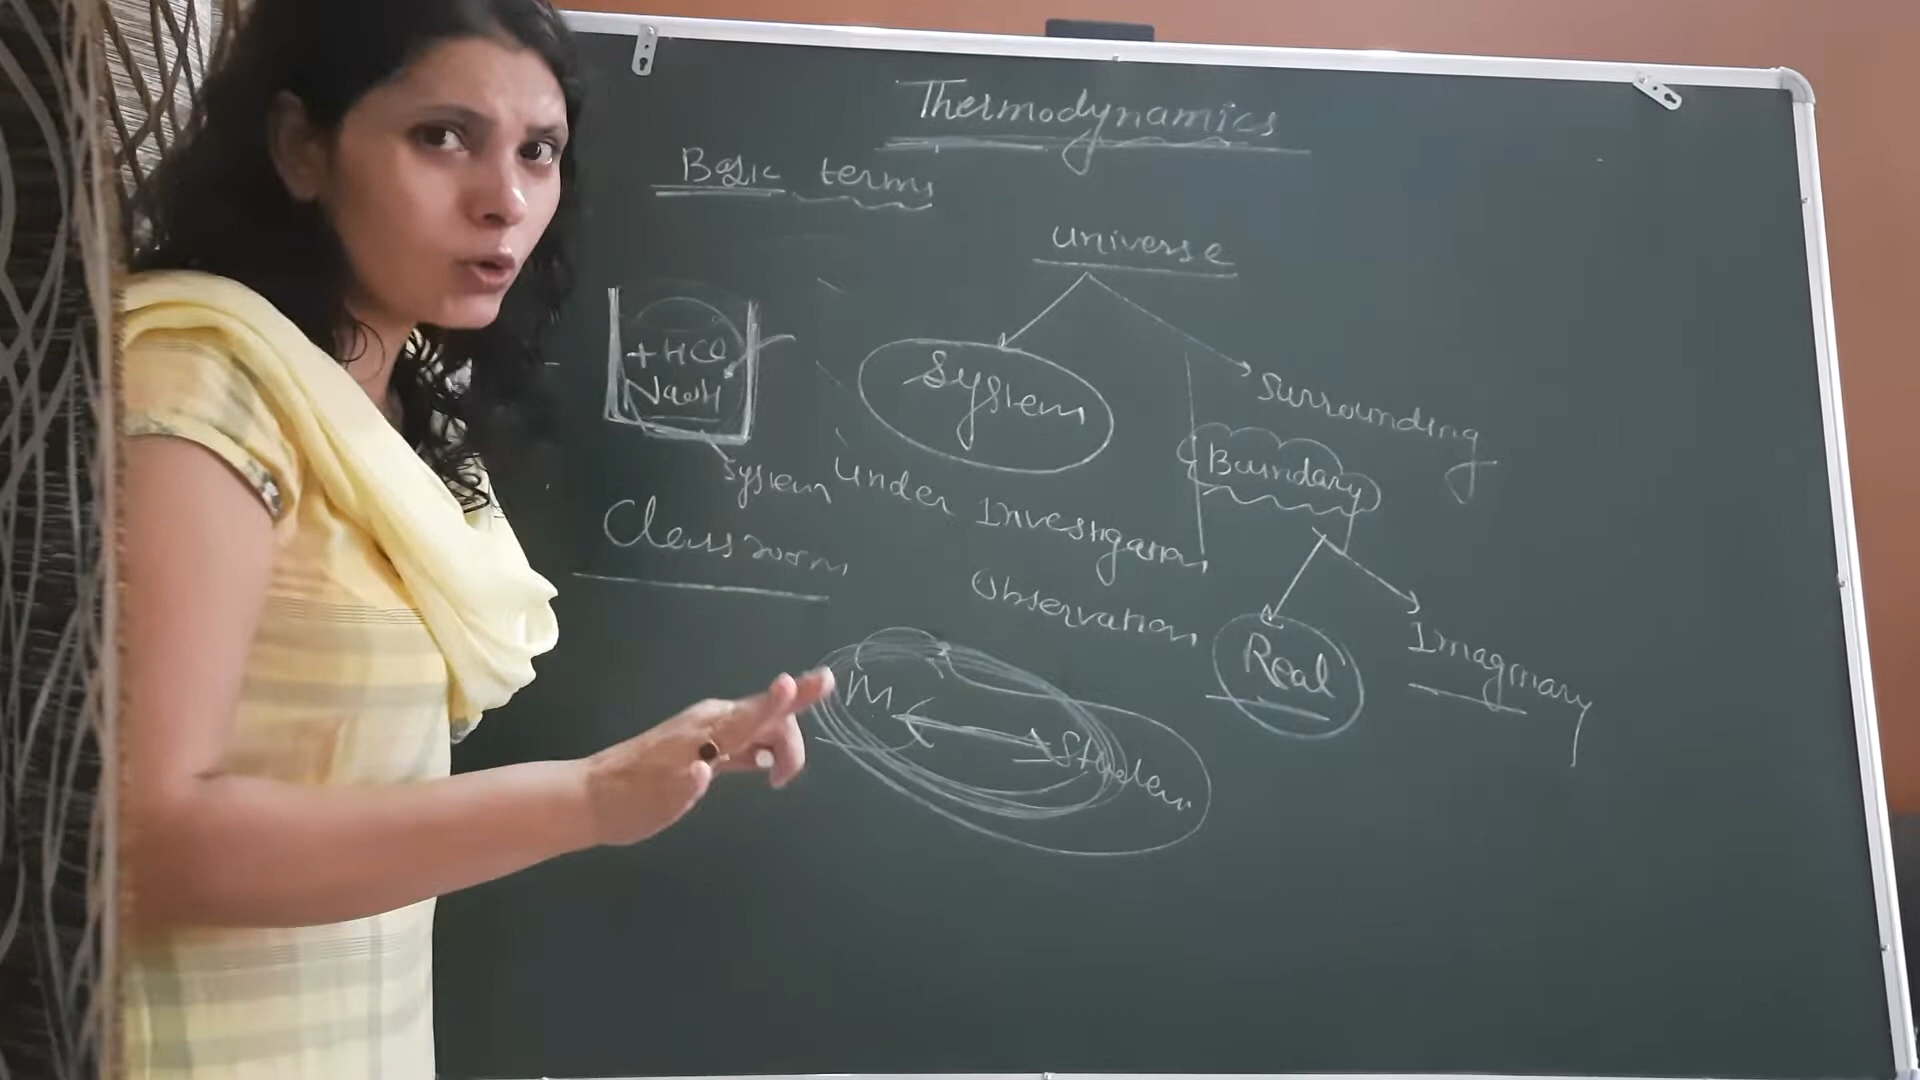 Thermodynamics
Basic terms
universe
System
Surrounding
+ HCl
NaOH
Boundary
System
under Investigation
Classroom
Observation
Real
Imaginary
M
Student